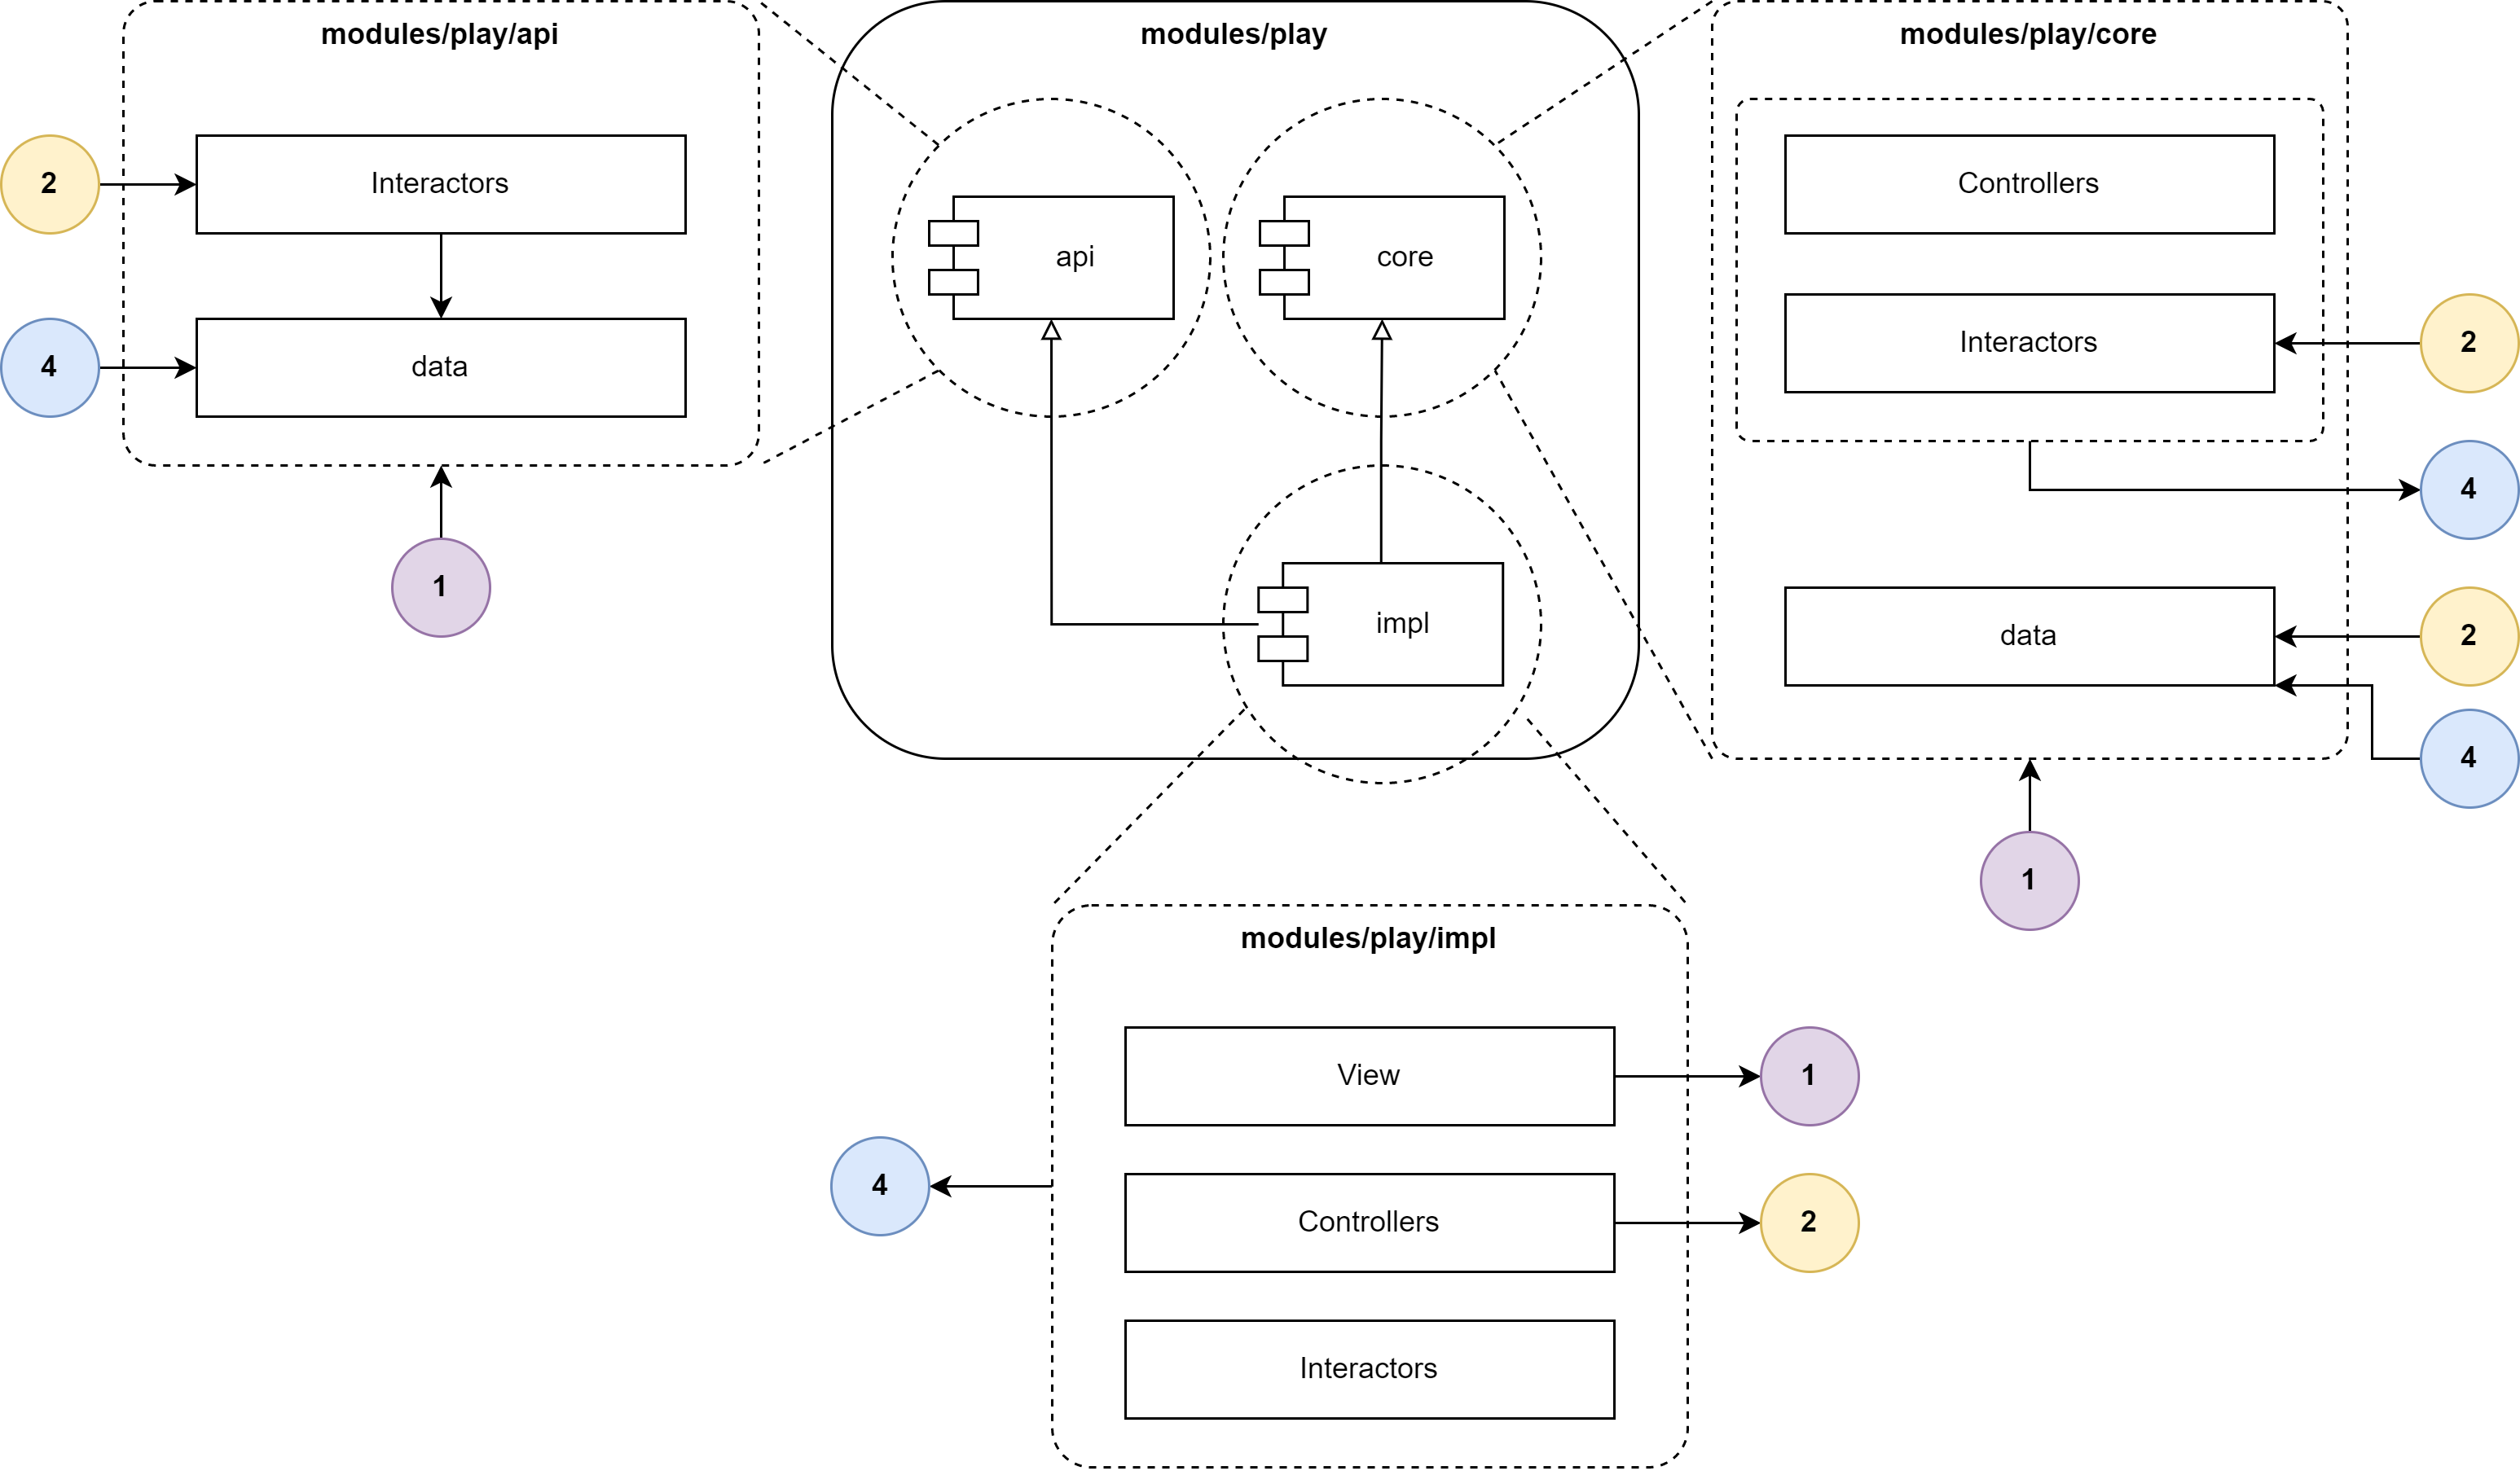 modules/play/api
2
Interactors
4
data
1
modules/play
api
core
impl
modules/play/core
Controllers
Interactors
2
4
data
2
4
1
modules/play/impl
View
1
4
Controllers
2
Interactors